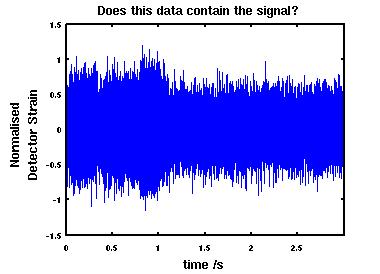 Does this data contain the signal?
1.5
1
0.5
0
-0.5
-1
-1.5
Normalised
Detector Strain
0 0.5 1 1.5 2 2.5
time /s